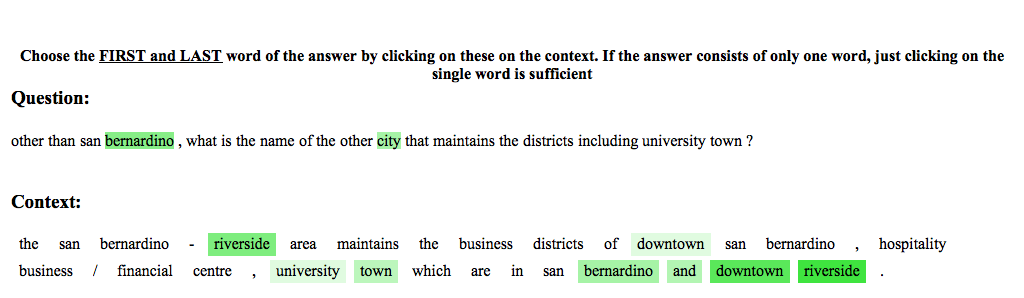 Choose the FIRST and LAST word of the answer by clicking on these on the context. If the answer consists of only one word, just clicking on the
single word is sufficient
Question:
other than san bernardino , what is the name of the other city that maintains the districts including university town ?
Context:
the san bernardino - riverside area maintains the business districts of downtown san bernardino , hospitality
business / financial centre , university town which are in san bernardino and downtown riverside .